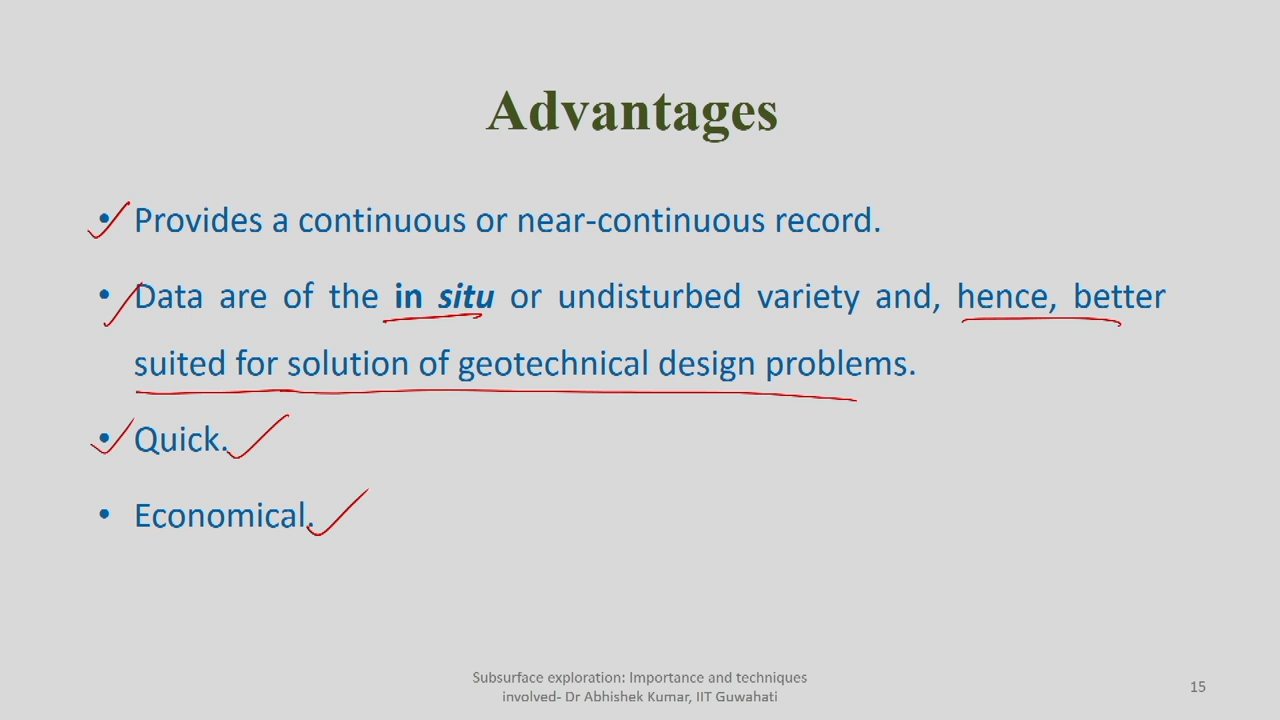 Advantages
• Provides a continuous or near-continuous record.
• Data are of the in situ or undisturbed variety and, hence, better
suited for solution of geotechnical design problems.
• Quick.
• Economical.
Subsurface exploration: Importance and techniques
involved- Dr Abhishek Kumar, IIT Guwahati
15